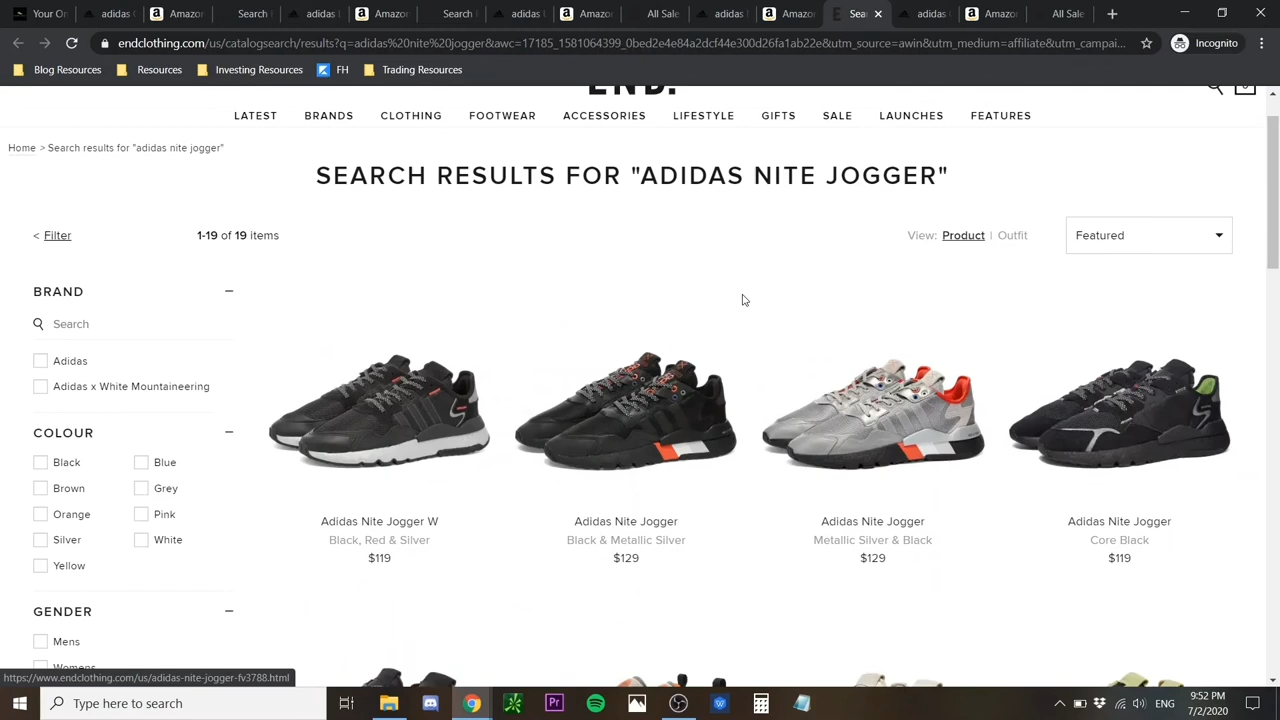 Your On
adidas
Amazor
Search I
adidas t
Amazor
Search I
adidas t
Amazor
All Sale
adidas t
Amazor
E Sea
adidas (
Amazor
All Sale
endclothing.com/us/catalogsearch/results?q=adidas%20nite%20jogger&awc=17185_1581064399_0bed2e4e84a2dcf44e300d26fa1ab22e&utm_source=awin&utm_medium=affiliate&utm_campai...
Incognito
Blog Resources Resources Investing Resources FH Trading Resources
END.
LATEST BRANDS CLOTHING FOOTWEAR ACCESSORIES LIFESTYLE GIFTS SALE LAUNCHES FEATURES
Home > Search results for "adidas nite jogger"
SEARCH RESULTS FOR "ADIDAS NITE JOGGER"
< Filter
1-19 of 19 items
View: Product | Outfit
Featured
BRAND
Search
Adidas
Adidas x White Mountaineering
COLOUR
Black Blue
Brown Grey
Orange Pink
Silver White
Yellow
GENDER
Mens
Womens
Adidas Nite Jogger W
Black, Red & Silver
$119
Adidas Nite Jogger
Black & Metallic Silver
$129
Adidas Nite Jogger
Metallic Silver & Black
$129
Adidas Nite Jogger
Core Black
$119
https://www.endclothing.com/us/adidas-nite-jogger-fv3788.html
Type here to search
9:52 PM
7/2/2020